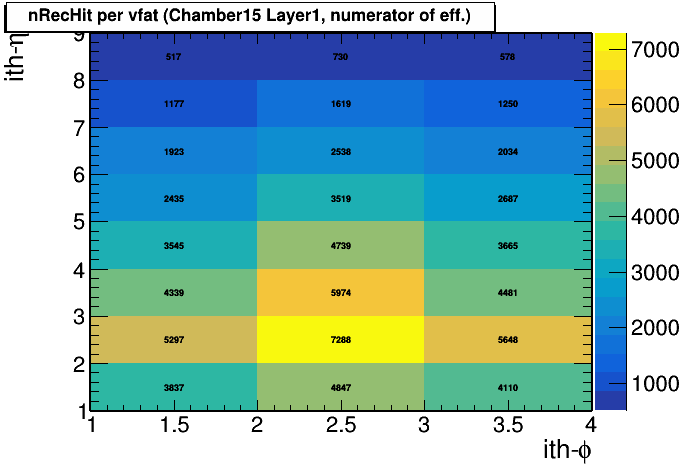 nRecHit per vfat (Chamber15 Layer1, numerator of eff.)
ith-η
9
8
7
6
5
4
3
2
1
517 730 578
1177 1619 1250
1923 2538 2034
2435 3519 2687
3545 4739 3665
4339 5974 4481
5297 7288 5648
3837 4847 4110
1 1.5 2 2.5 3 3.5 4
ith-ϕ
7000
6000
5000
4000
3000
2000
1000